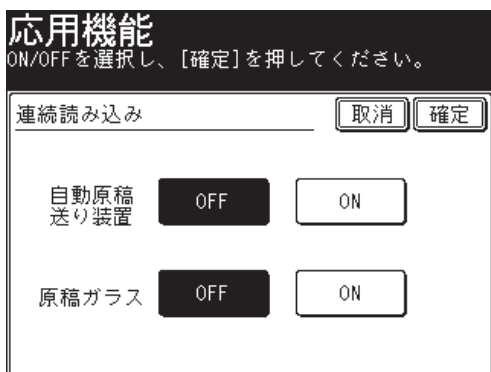 応用機能
ON/OFFを選択し、[確定]を押してください。
連続読み込み 取消 確定
自動原稿
送り装置 OFF ON
原稿ガラス OFF ON